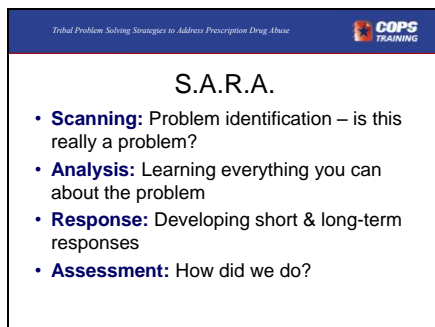 Tribal Problem Solving Strategies to Address Prescription Drug Abuse
COPS
TRAINING
S.A.R.A.
• Scanning: Problem identification – is this
really a problem?
• Analysis: Learning everything you can
about the problem
• Response: Developing short & long-term
responses
• Assessment: How did we do?